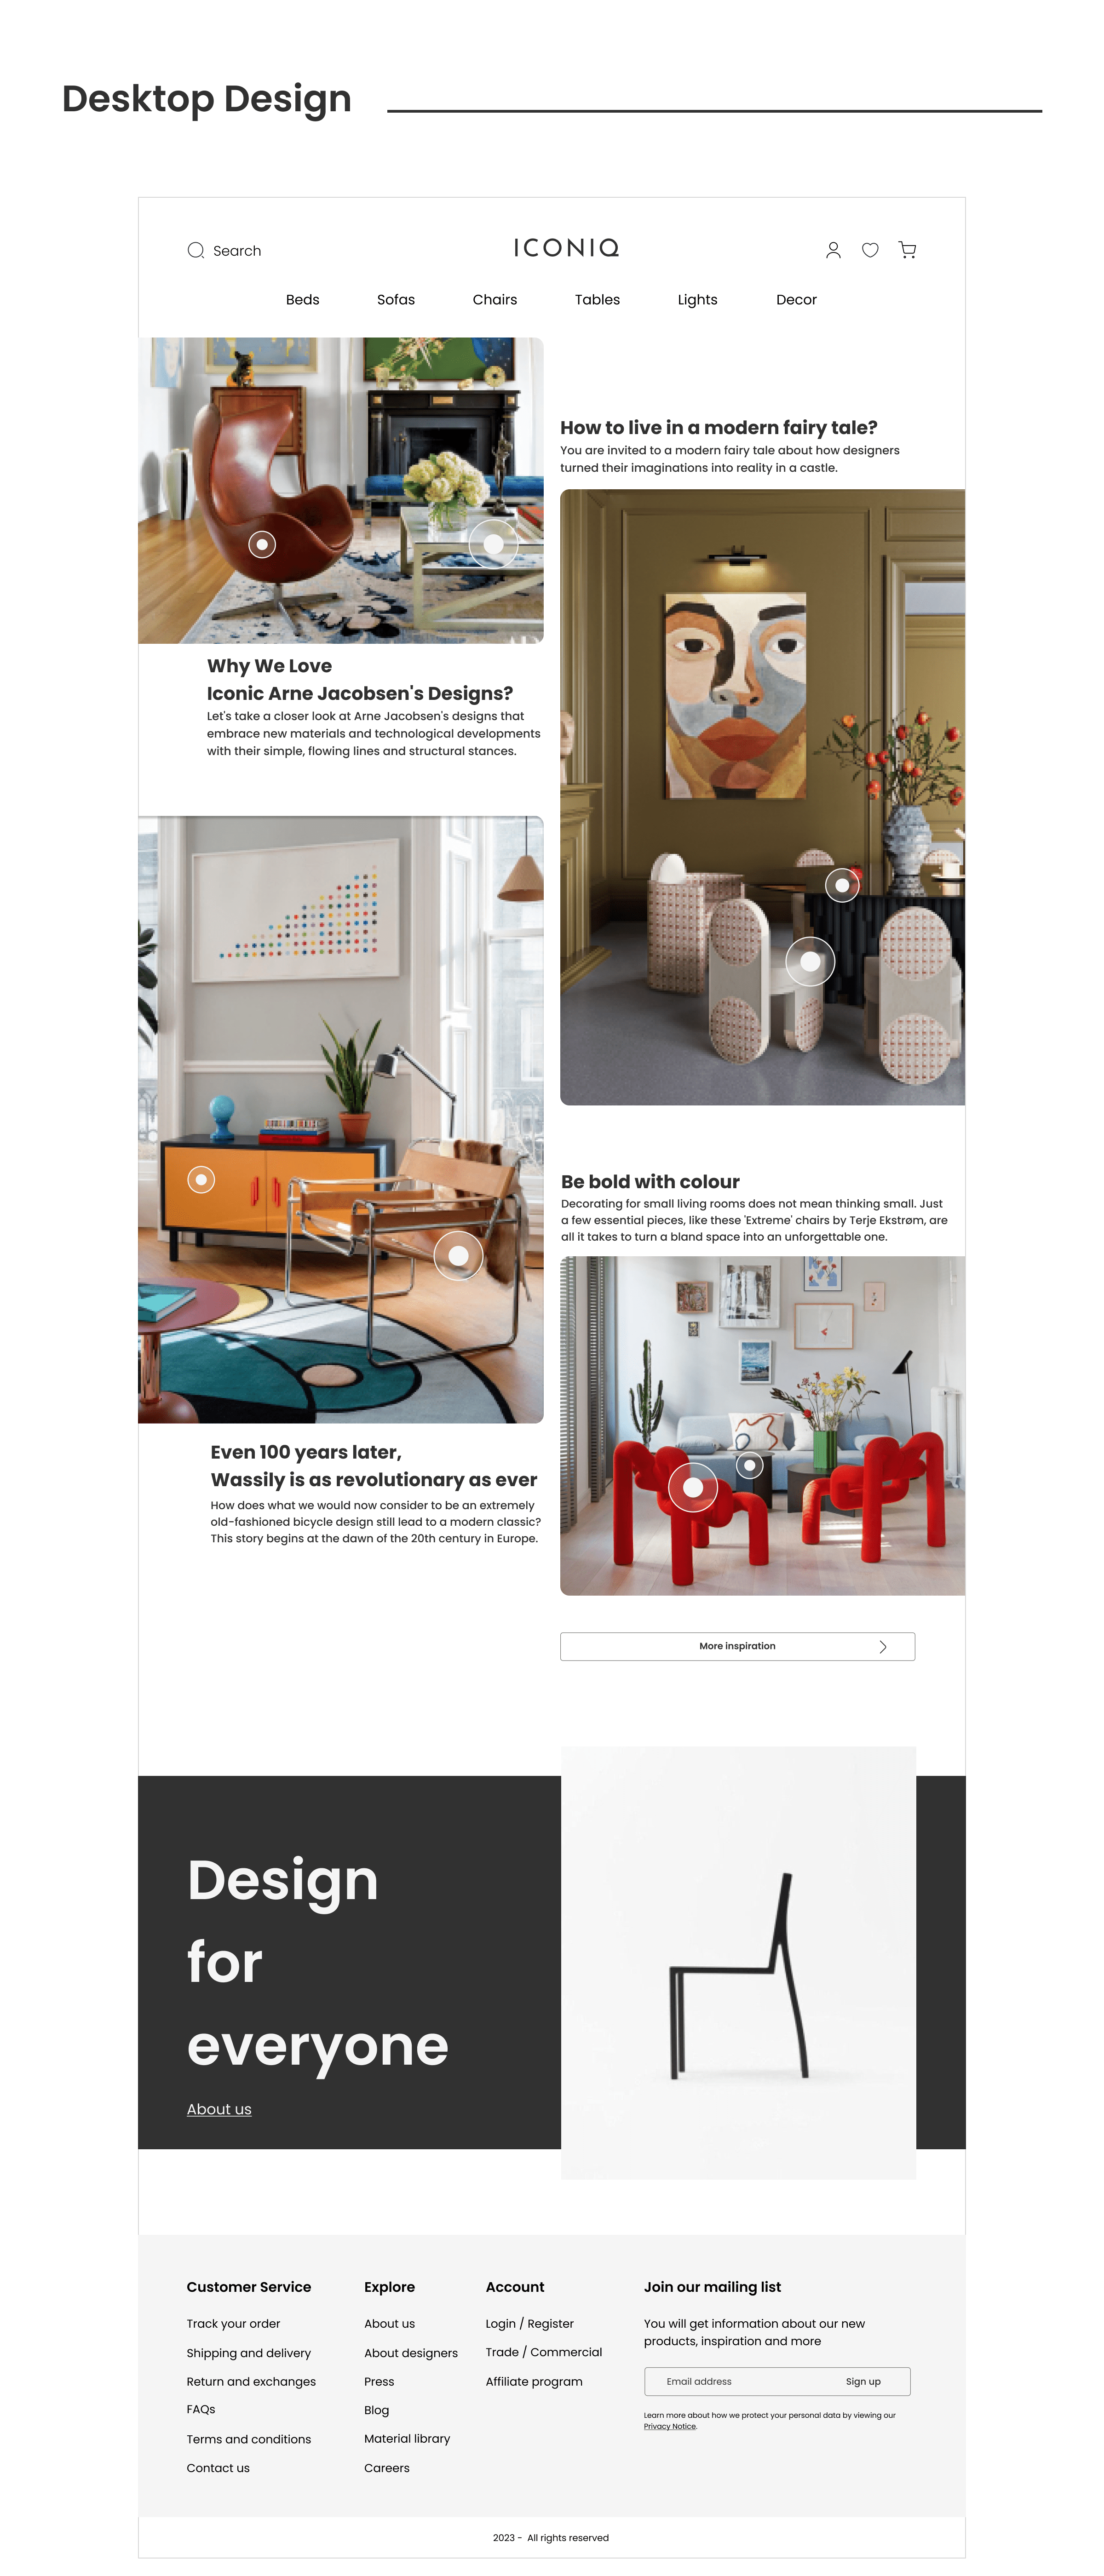 Desktop Design
Search
ICONIQ
Beds
Sofas
Chairs
Tables
Lights
Decor
Why We Love
Iconic Arne Jacobsen's Designs?
Let's take a closer look at Arne Jacobsen's designs that
embrace new materials and technological developments
with their simple, flowing lines and structural stances.
How to live in a modern fairy tale?
You are invited to a modern fairy tale about how designers
turned their imaginations into reality in a castle.
Even 100 years later,
Wassily is as revolutionary as ever
How does what we would now consider to be an extremely
old-fashioned bicycle design still lead to a modern classic?
This story begins at the dawn of the 20th century in Europe.
Be bold with colour
Decorating for small living rooms does not mean thinking small. Just
a few essential pieces, like these 'Extreme' chairs by Terje Ekstrøm, are
all it takes to turn a bland space into an unforgettable one.
More inspiration
Design
for
everyone
About us
Customer Service
Track your order
Shipping and delivery
Return and exchanges
FAQs
Terms and conditions
Contact us
Explore
About us
About designers
Press
Blog
Material library
Careers
Account
Login / Register
Trade / Commercial
Affiliate program
Join our mailing list
You will get information about our new
products, inspiration and more
Email address
Sign up
Learn more about how we protect your personal data by viewing our
Privacy Notice.
2023 - All rights reserved